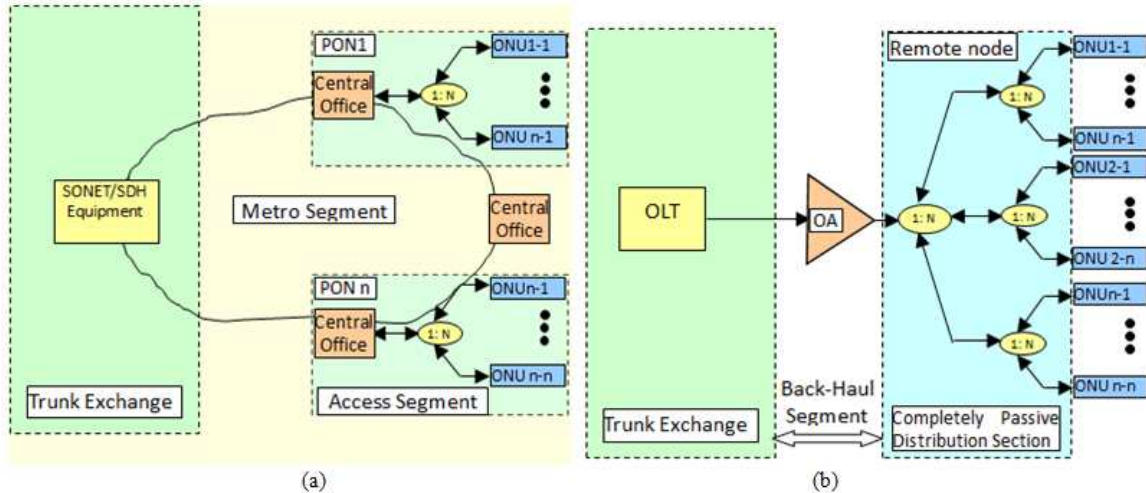 PON1
ONU1-1
Central
Office
1: N
ONU n-1
SONET/SDH
Equipment
Metro Segment
Central
Office
PON n
ONUn-1
Central
Office
1: N
ONU n-n
Trunk Exchange
Access Segment
(a)
Remote node
ONU1-1
1: N
ONU n-1
ONU2-1
OLT
OA
1: N
1: N
ONU 2-n
ONUn-1
1: N
ONU n-n
Back-Haul
Segment
Trunk Exchange
Completely Passive
Distribution Section
(b)